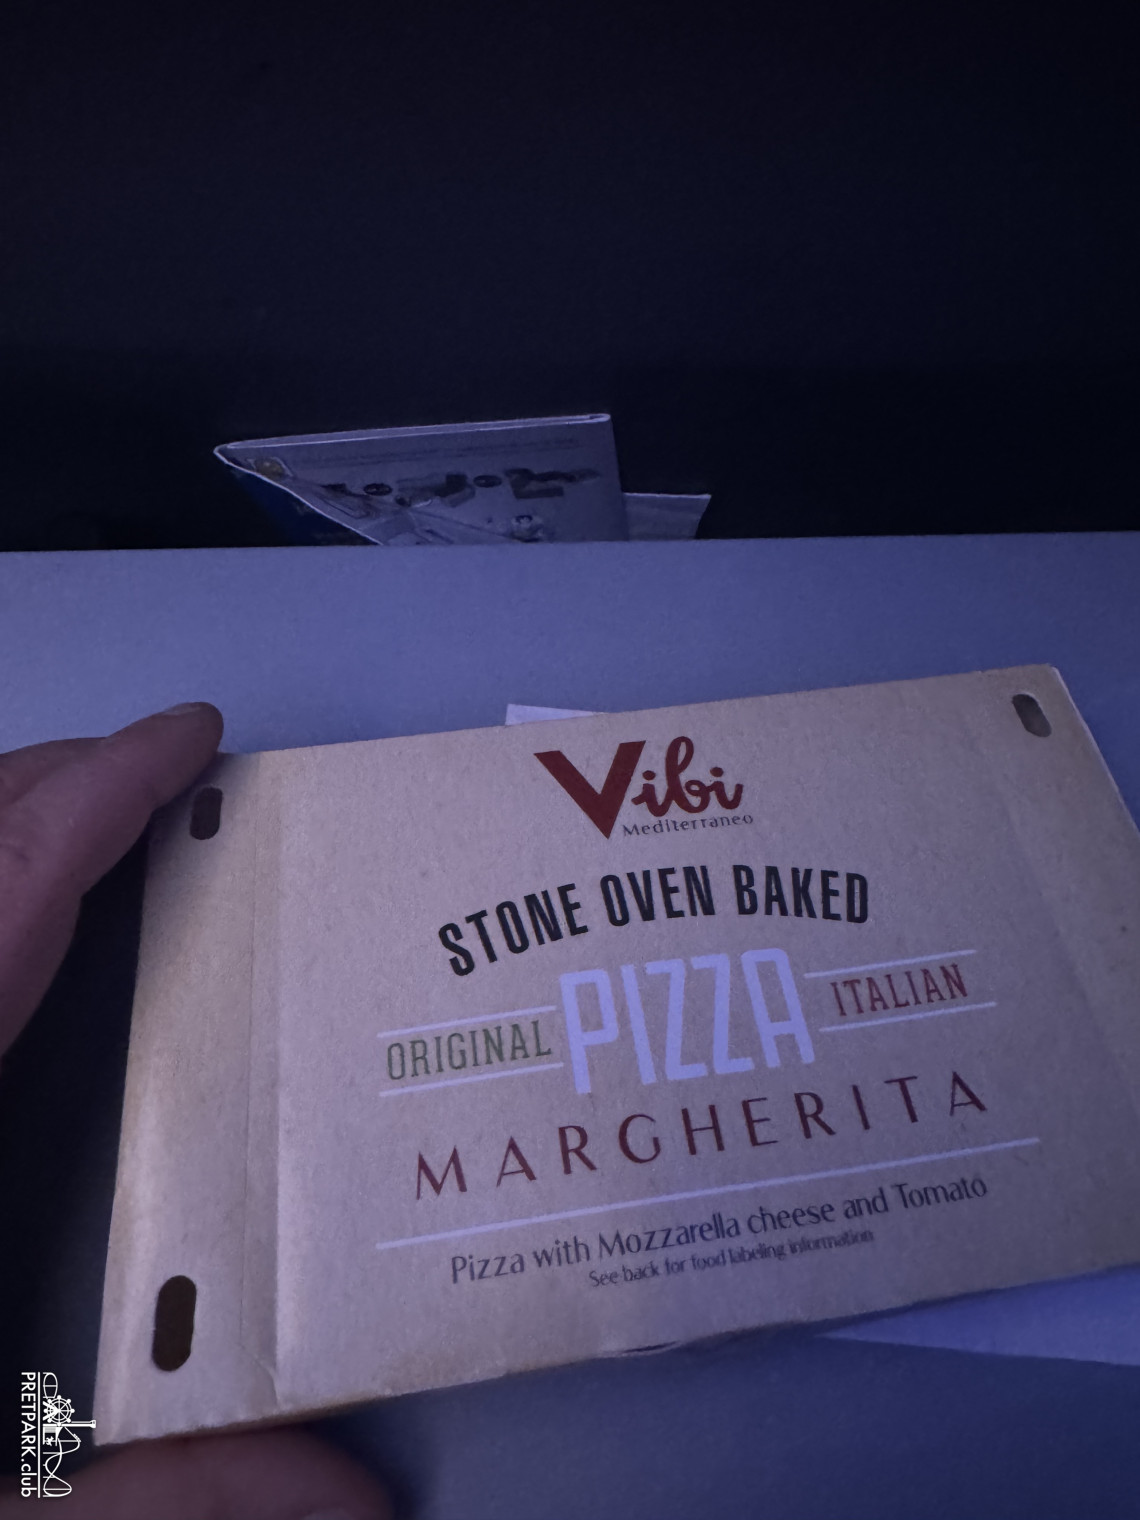 Vibi
Mediterraneo
STONE OVEN BAKED
ORIGINAL PIZZA ITALIAN
MARGHERITA
Pizza with Mozzarella cheese and Tomato
See back for food labeling information
PRETPARK.club